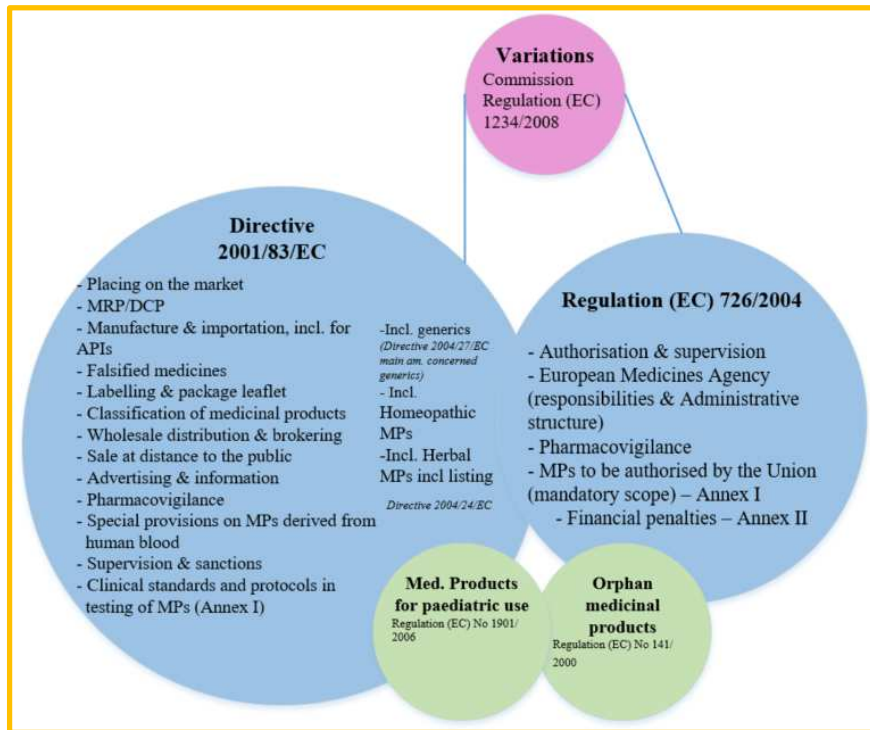 Variations
Commission
Regulation (EC)
1234/2008
Directive
2001/83/EC
- Placing on the market
- MRP/DCP
- Manufacture & importation, incl. for
APIs
- Falsified medicines
- Labelling & package leaflet
- Classification of medicinal products
- Wholesale distribution & brokering
- Sale at distance to the public
- Advertising & information
- Pharmacovigilance
- Special provisions on MPs derived from
human blood
- Supervision & sanctions
- Clinical standards and protocols in
testing of MPs (Annex I)
-Incl. generics
(Directive 2004/27/EC
main am. concerned
generics)
- Incl.
Homeopathic
MPs
-Incl. Herbal
MPs incl listing
Directive 2004/24/EC
Regulation (EC) 726/2004
- Authorisation & supervision
- European Medicines Agency
(responsibilities & Administrative
structure)
- Pharmacovigilance
- MPs to be authorised by the Union
(mandatory scope) – Annex I
- Financial penalties – Annex II
Med. Products
for paediatric use
Regulation (EC) No 1901/
2006
Orphan
medicinal
products
Regulation (EC) No 141/
2000